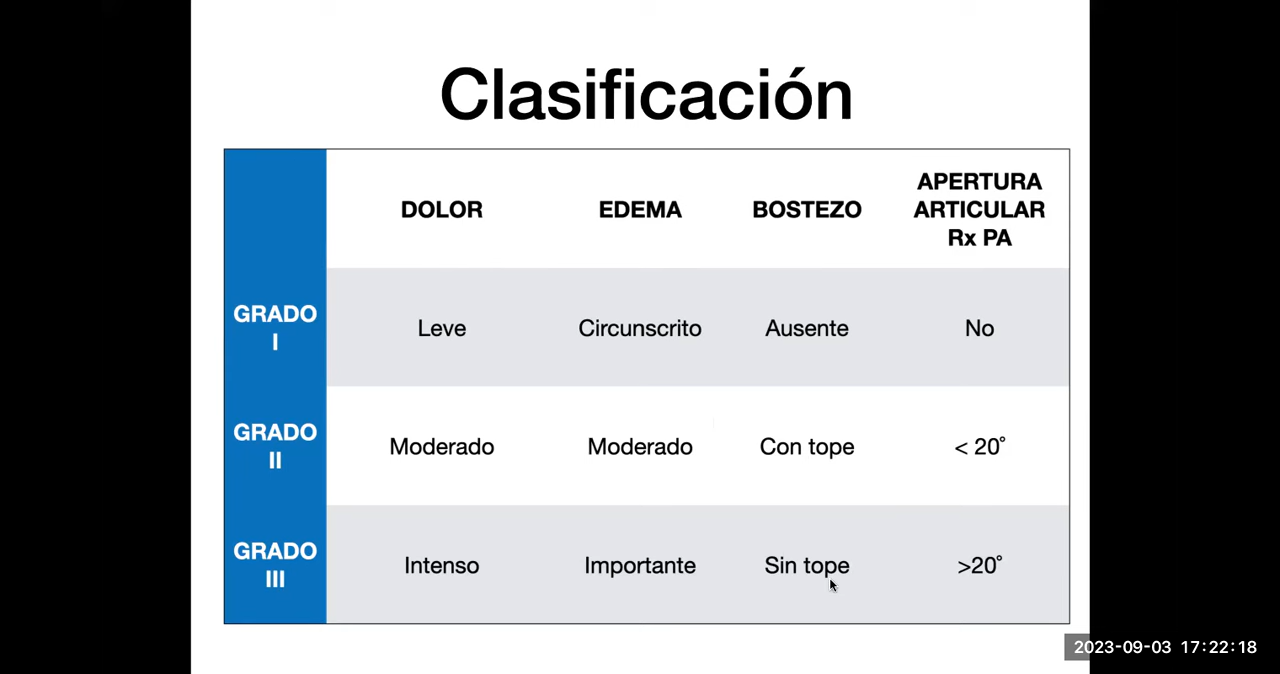 Clasificación
DOLOR
EDEMA
BOSTEZO
APERTURA
ARTICULAR
Rx PA
GRADO
I
Leve
Circunscrito
Ausente
No
GRADO
II
Moderado
Moderado
Con tope
< 20°
GRADO
III
Intenso
Importante
Sin tope
>20°
2023-09-03 17:22:18